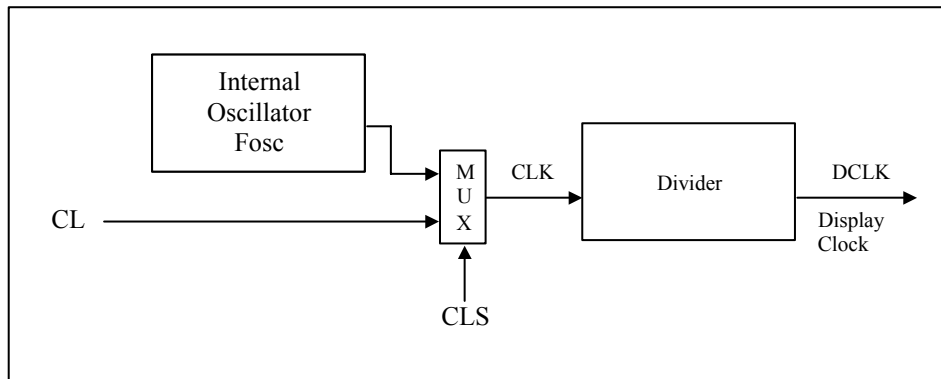 Internal
Oscillator
Fosc
M
U
X
CL
CLS
CLK
Divider
DCLK
Display
Clock